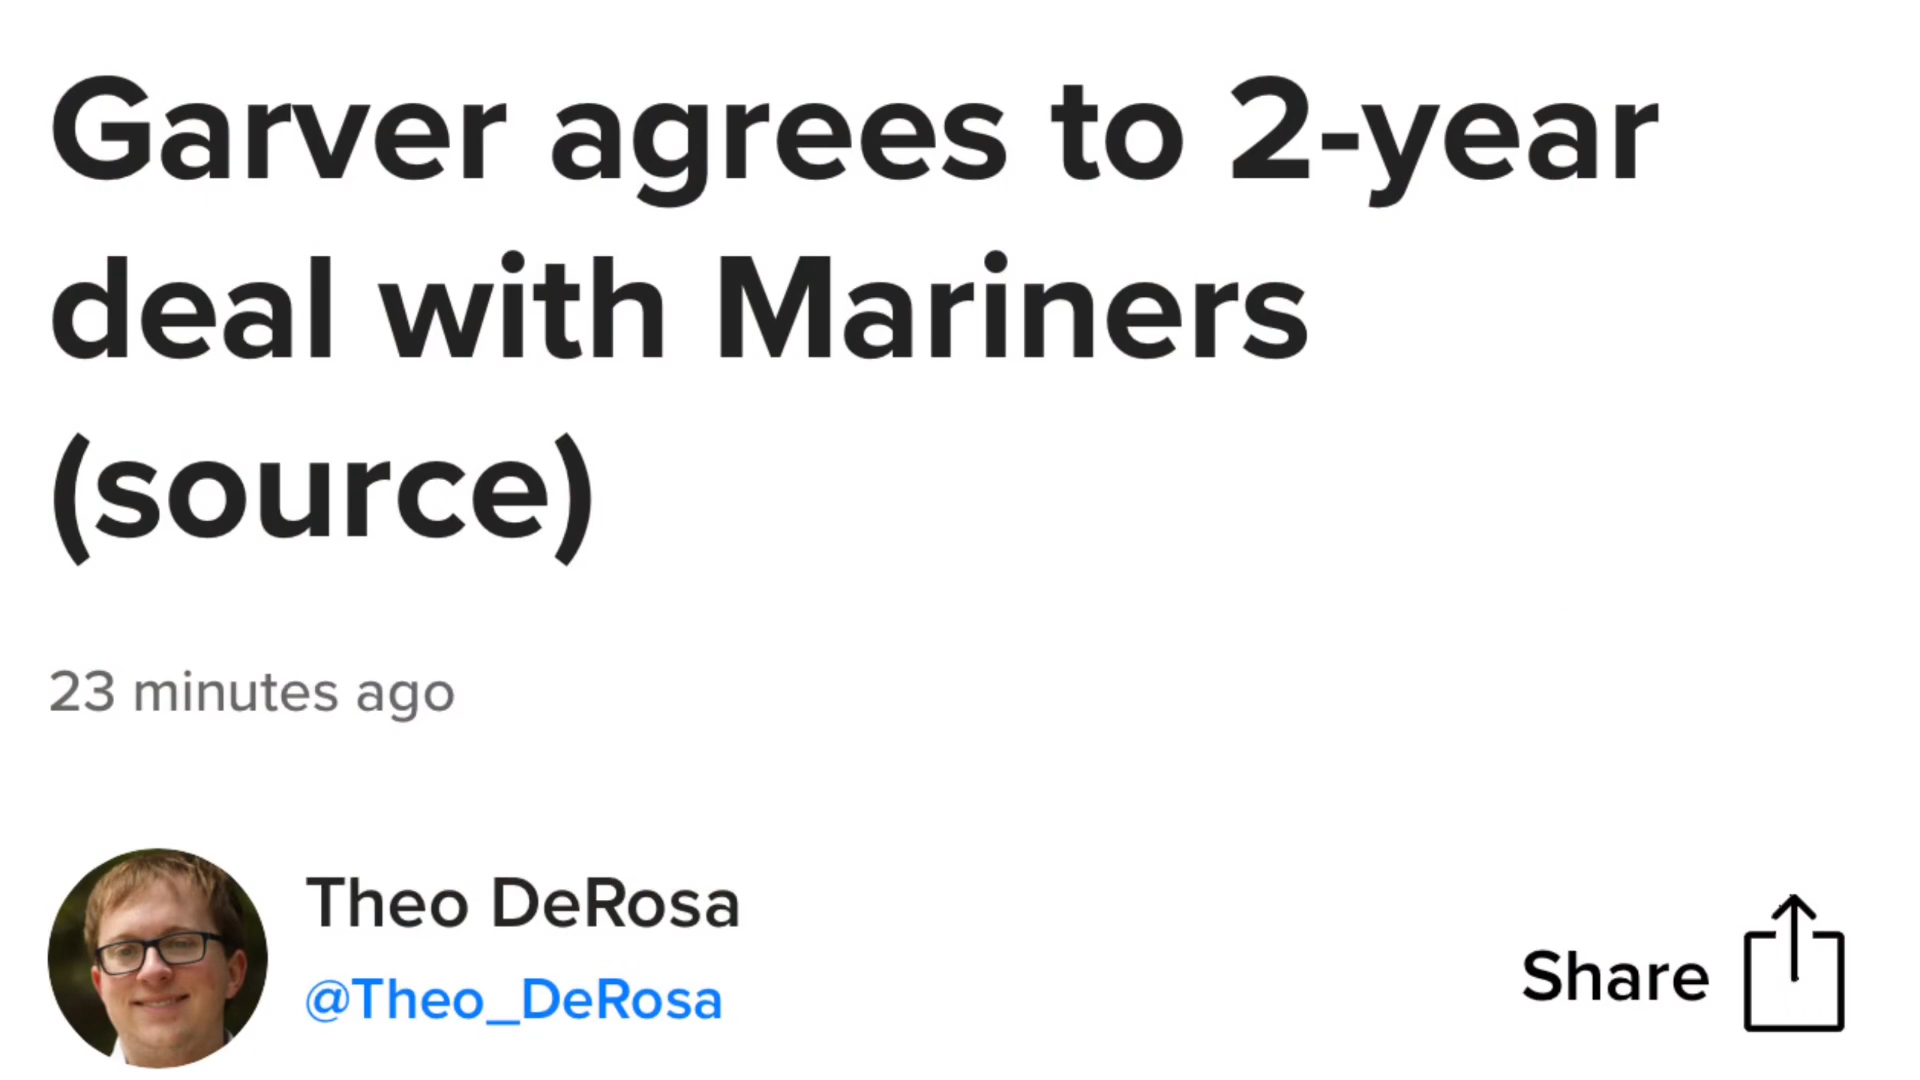 Garver agrees to 2-year
deal with Mariners
(source)
23 minutes ago
Theo DeRosa
@Theo_DeRosa
Share